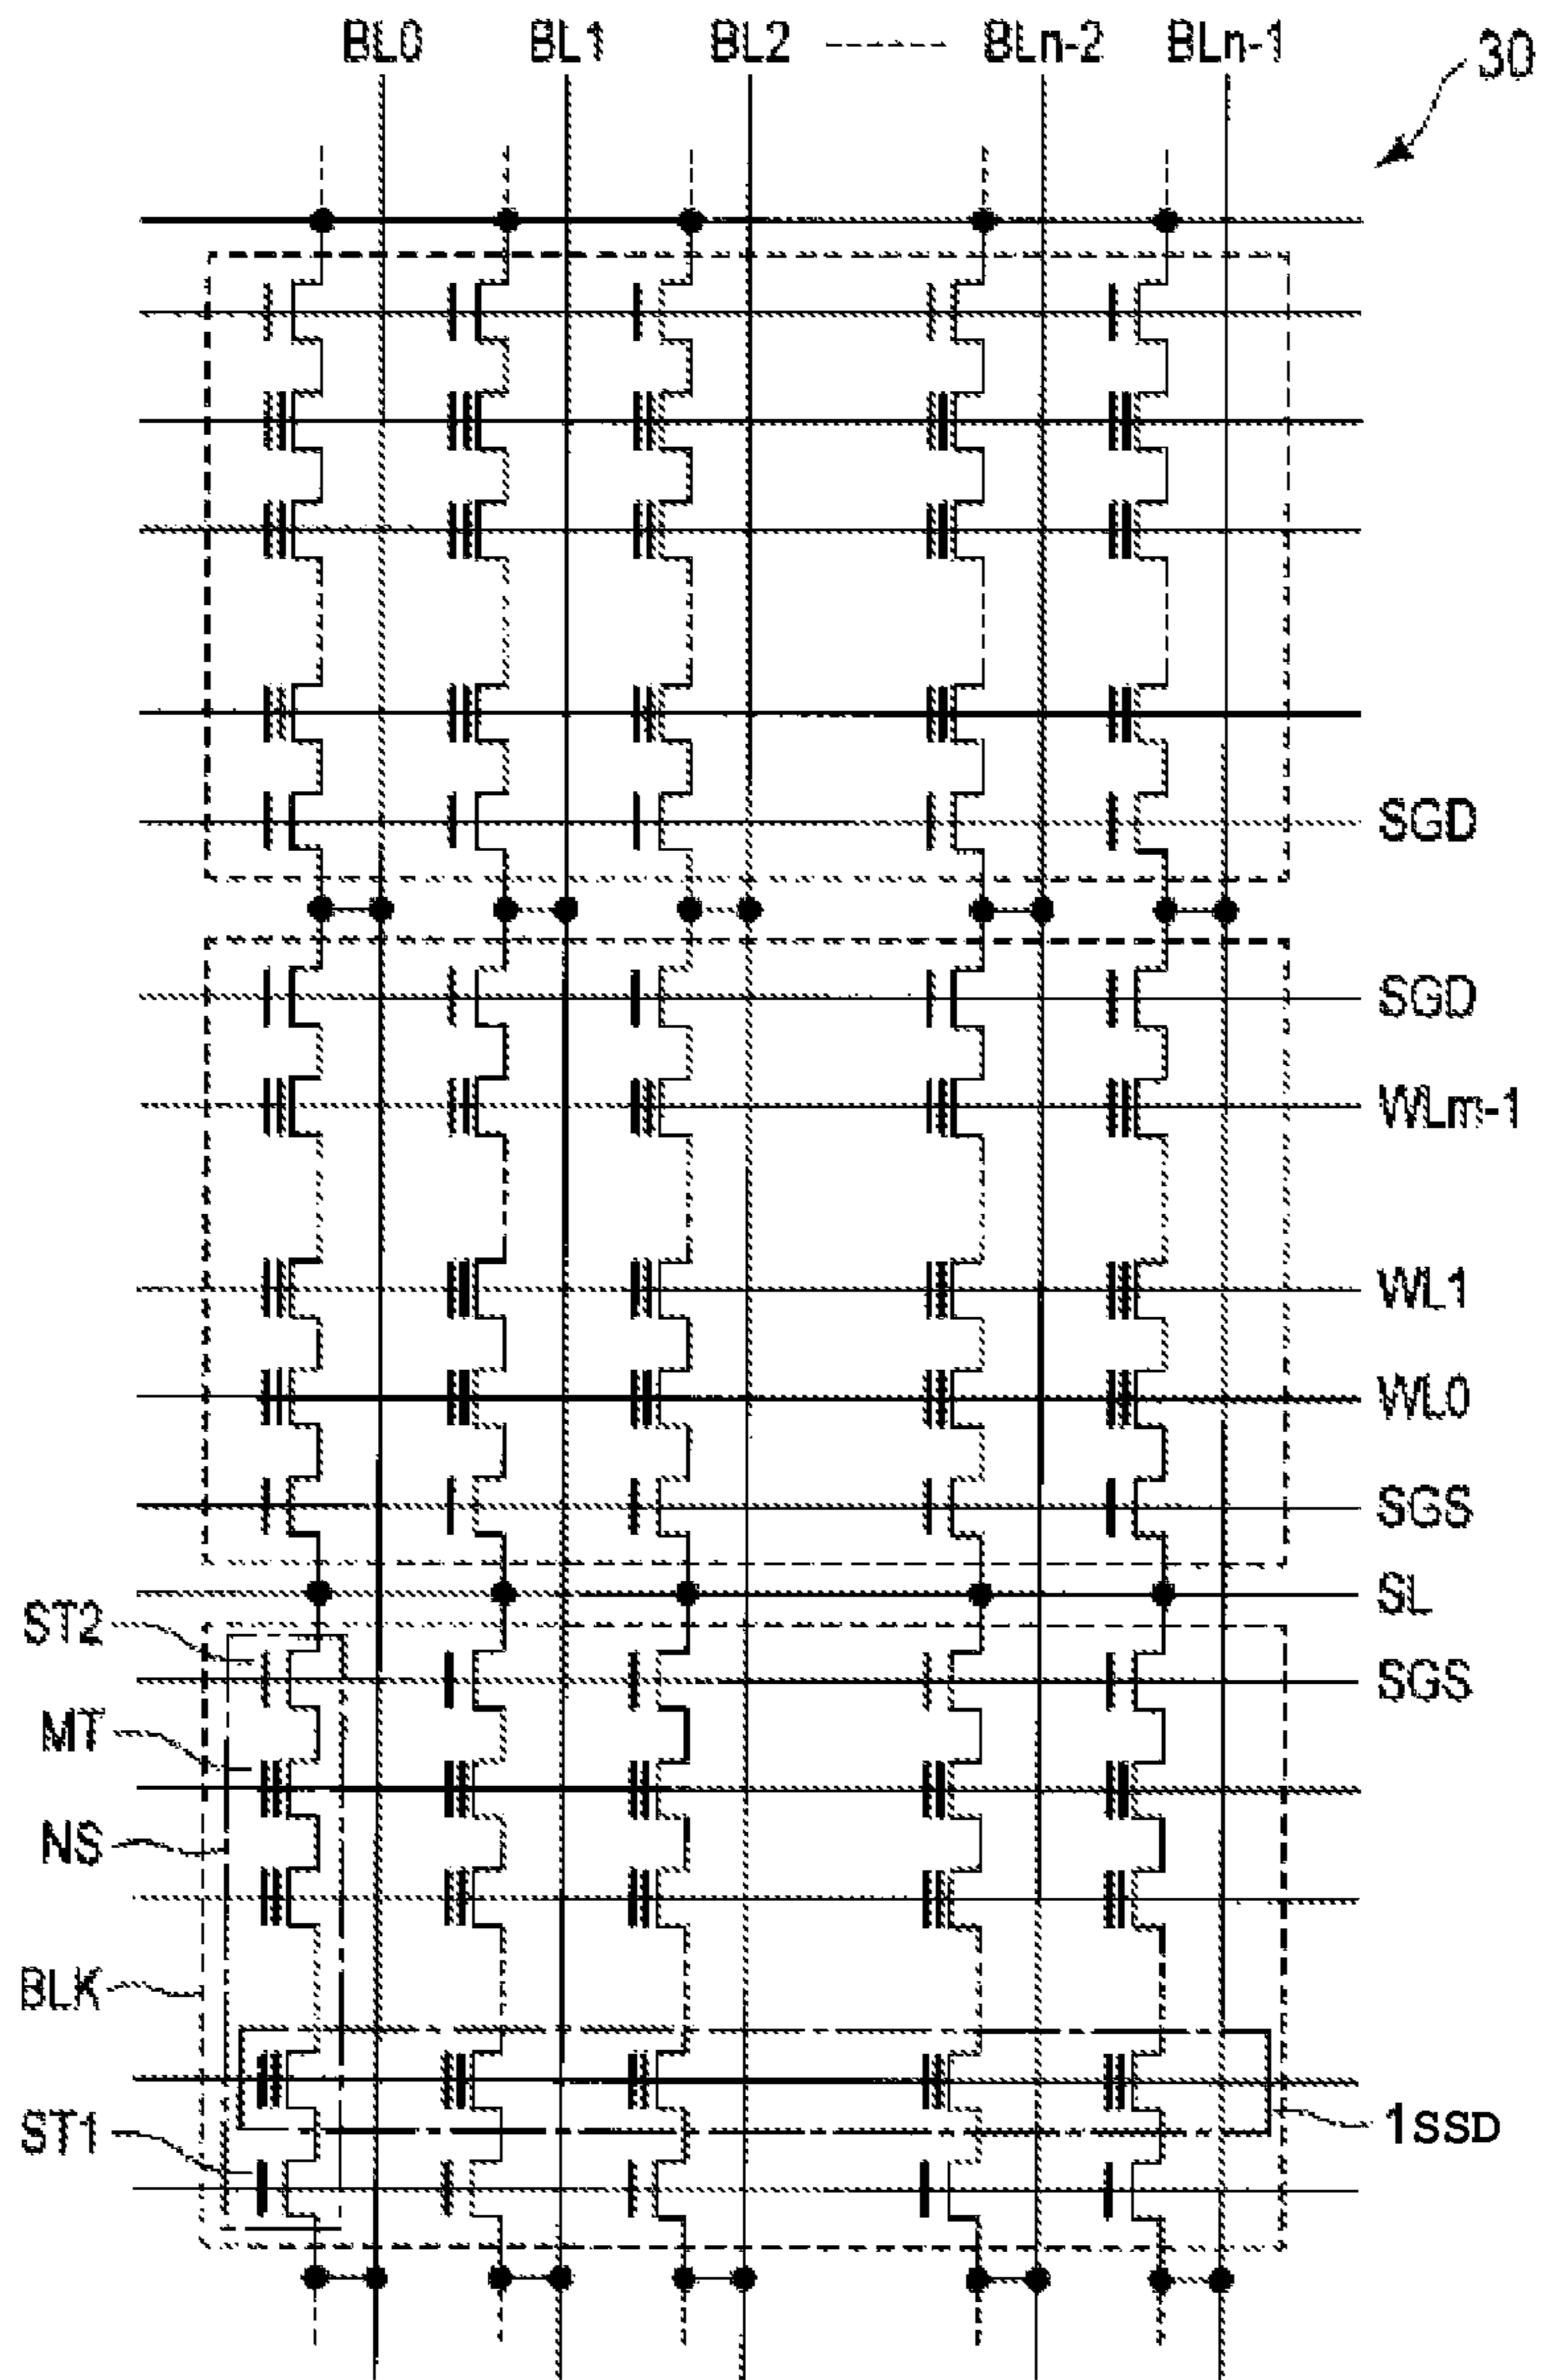 BL0 BL1 BL2 BLn-2 BLn-1
30
SGD
SGD
WLm-1
WL1
WL0
SGS
SL
ST2
SGS
MT
NS
BLK
1SSD
ST1